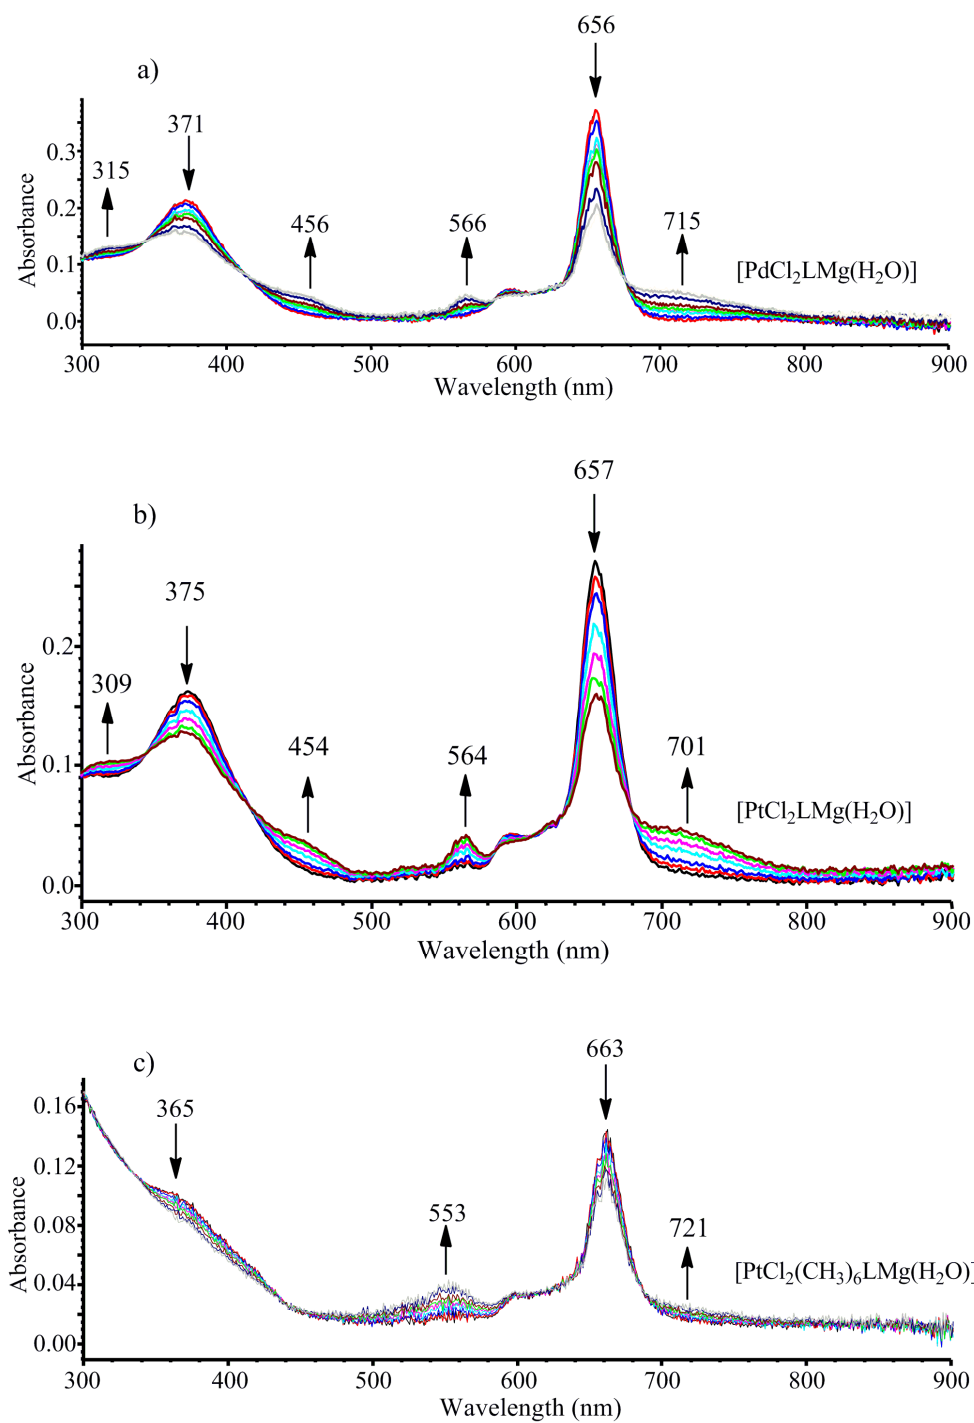 656
a)
371
0.3
315
0.2
456
566
715
Absorbance
0.1
[PdCl₂LMg(H₂O)]
0.0
300 400 500 600 700 800 900
Wavelength (nm)
657
b)
375
0.2
309
454
564
701
Absorbance
0.1
[PtCl₂LMg(H₂O)]
0.0
300 400 500 600 700 800 900
Wavelength (nm)
663
c)
0.16
365
0.12
553
721
0.08
Absorbance
[PtCl₂(CH₃)₆LMg(H₂O)]
0.04
0.00
300 400 500 600 700 800 900
Wavelength (nm)